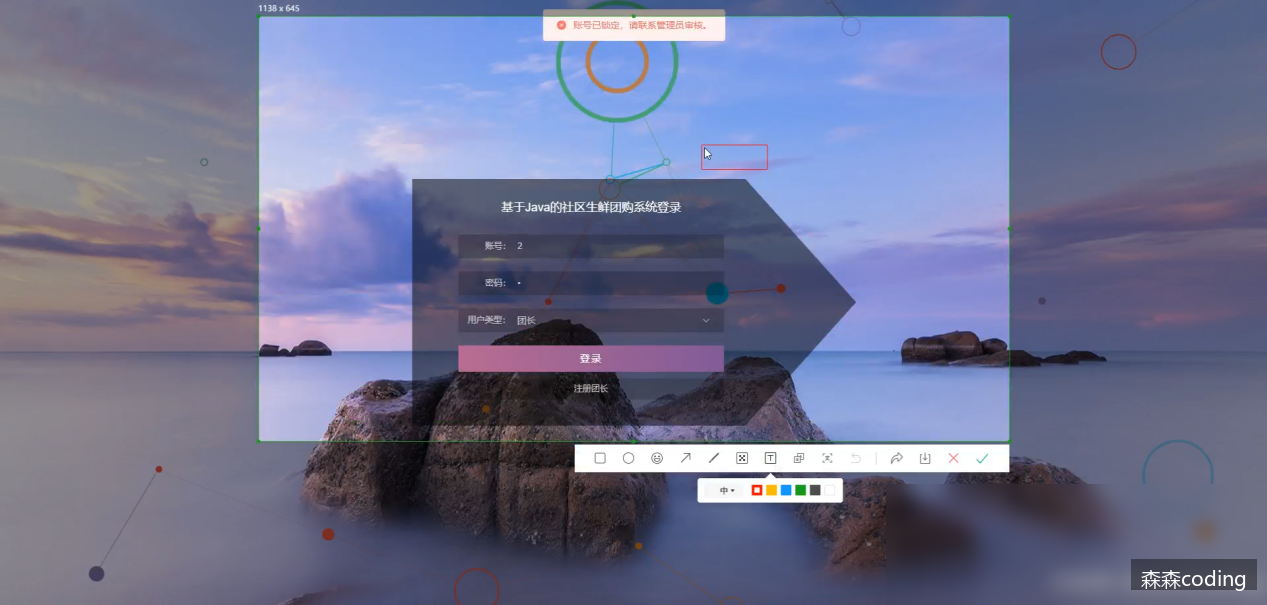 1138 x 645
账号已锁定，请联系管理员审核。
基于Java的社区生鲜团购系统登录
账号： 2
密码： •
用户类型： 团长
登录
注册团长
中
森森coding